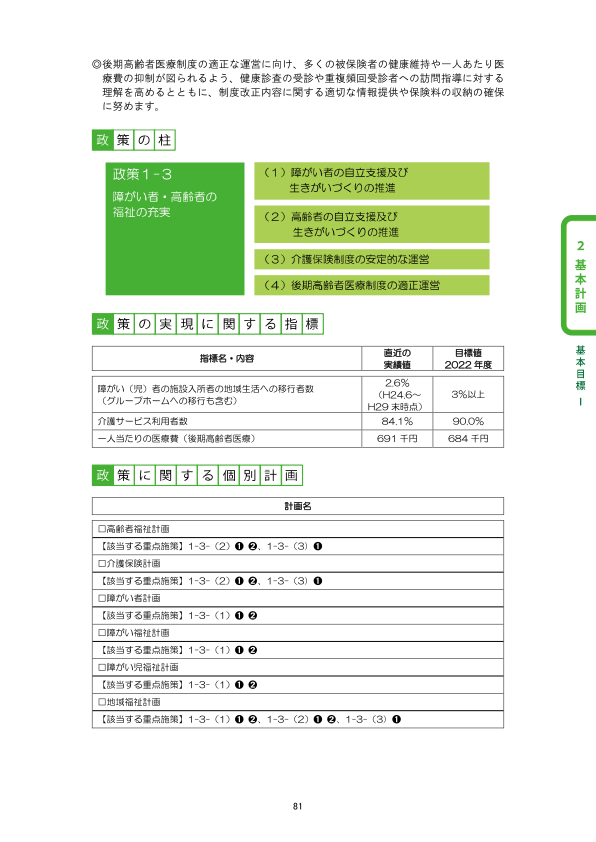 ◎後期高齢者医療制度の適正な運営に向け、多くの被保険者の健康維持や一人あたり医
療費の抑制が図られるよう、健康診査の受診や重複頻回受診者への訪問指導に対する
理解を高めるとともに、制度改正内容に関する適切な情報提供や保険料の収納の確保
に努めます。
政策の柱
政策1-3
障がい者・高齢者の
福祉の充実
（1）障がい者の自立支援及び
生きがいづくりの推進
（2）高齢者の自立支援及び
生きがいづくりの推進
（3）介護保険制度の安定的な運営
（4）後期高齢者医療制度の適正運営
政策の実現に関する指標
指標名・内容
直近の
実績値
目標値
2022年度
障がい（児）者の施設入所者の地域生活への移行者数
（グループホームへの移行も含む）
2.6%
（H24.6～
H29末時点）
3%以上
介護サービス利用者数
84.1%
90.0%
一人当たりの医療費（後期高齢者医療）
691千円
684千円
政策に関する個別計画
計画名
□高齢者福祉計画
【該当する重点施策】1-3-（2）❶ ❷、1-3-（3）❶
□介護保険計画
【該当する重点施策】1-3-（2）❶ ❷、1-3-（3）❶
□障がい者計画
【該当する重点施策】1-3-（1）❶ ❷
□障がい福祉計画
【該当する重点施策】1-3-（1）❶ ❷
□障がい児福祉計画
【該当する重点施策】1-3-（1）❶ ❷
□地域福祉計画
【該当する重点施策】1-3-（1）❶ ❷、1-3-（2）❶ ❷、1-3-（3）❶
2 基本計画
基本目標 Ⅰ
81